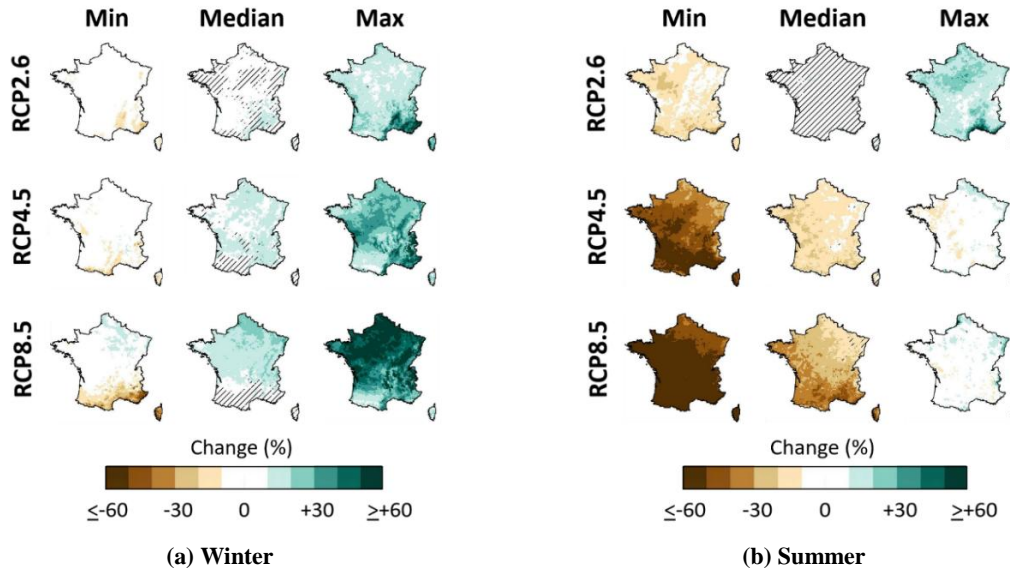 Min Median Max
RCP2.6
RCP4.5
RCP8.5
Change (%)
≤-60 -30 0 +30 ≥+60
(a) Winter
Min Median Max
RCP2.6
RCP4.5
RCP8.5
Change (%)
≤-60 -30 0 +30 ≥+60
(b) Summer